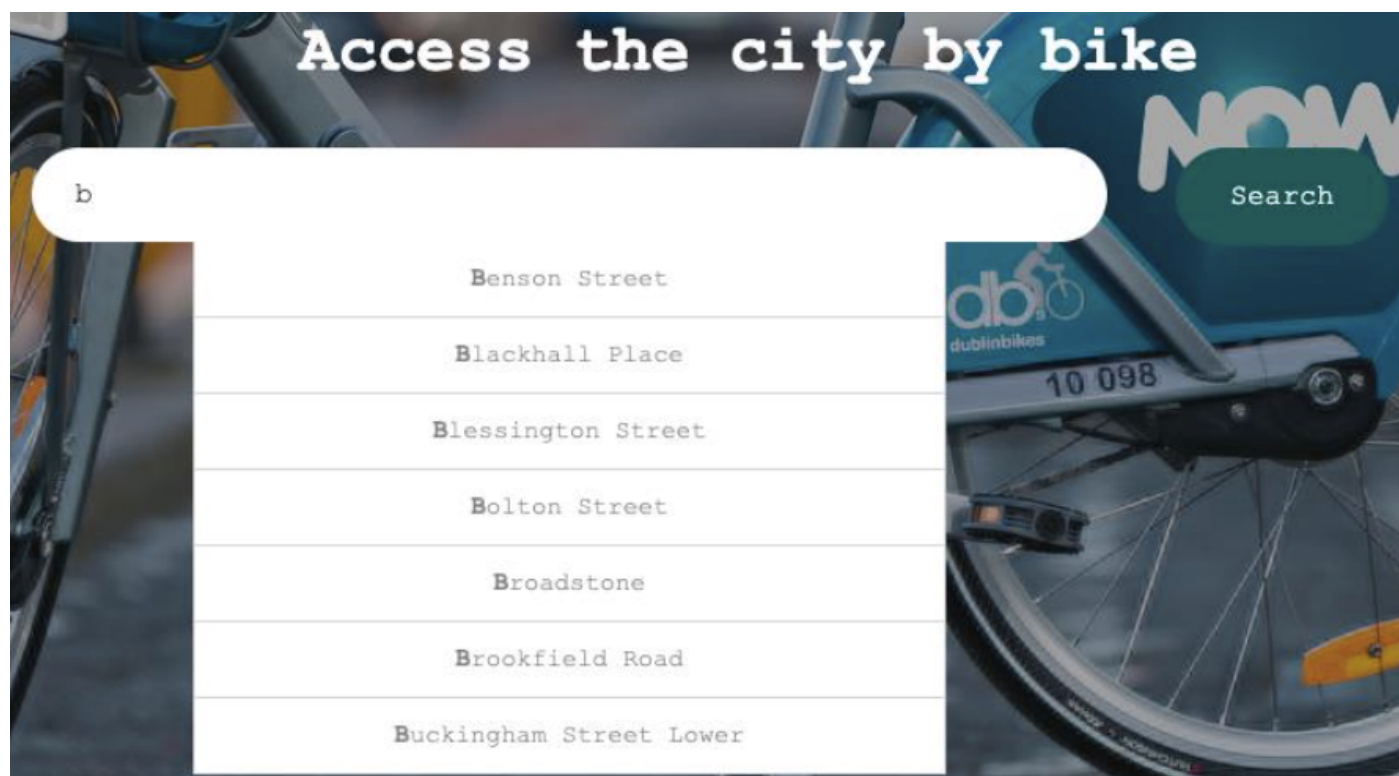 Access the city by bike
NOW
b
Search
Benson Street
Blackhall Place
Blessington Street
Bolton Street
Broadstone
Brookfield Road
Buckingham Street Lower
db
dublinbikes
10 098